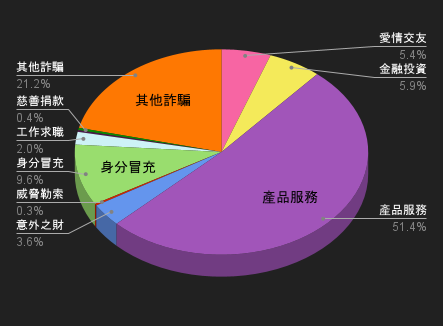 愛情交友
5.4%
金融投資
5.9%
產品服務
51.4%
其他詐騙
21.2%
慈善捐款
0.4%
工作求職
2.0%
身分冒充
9.6%
威脅勒索
0.3%
意外之財
3.6%
其他詐騙
身分冒充
產品服務